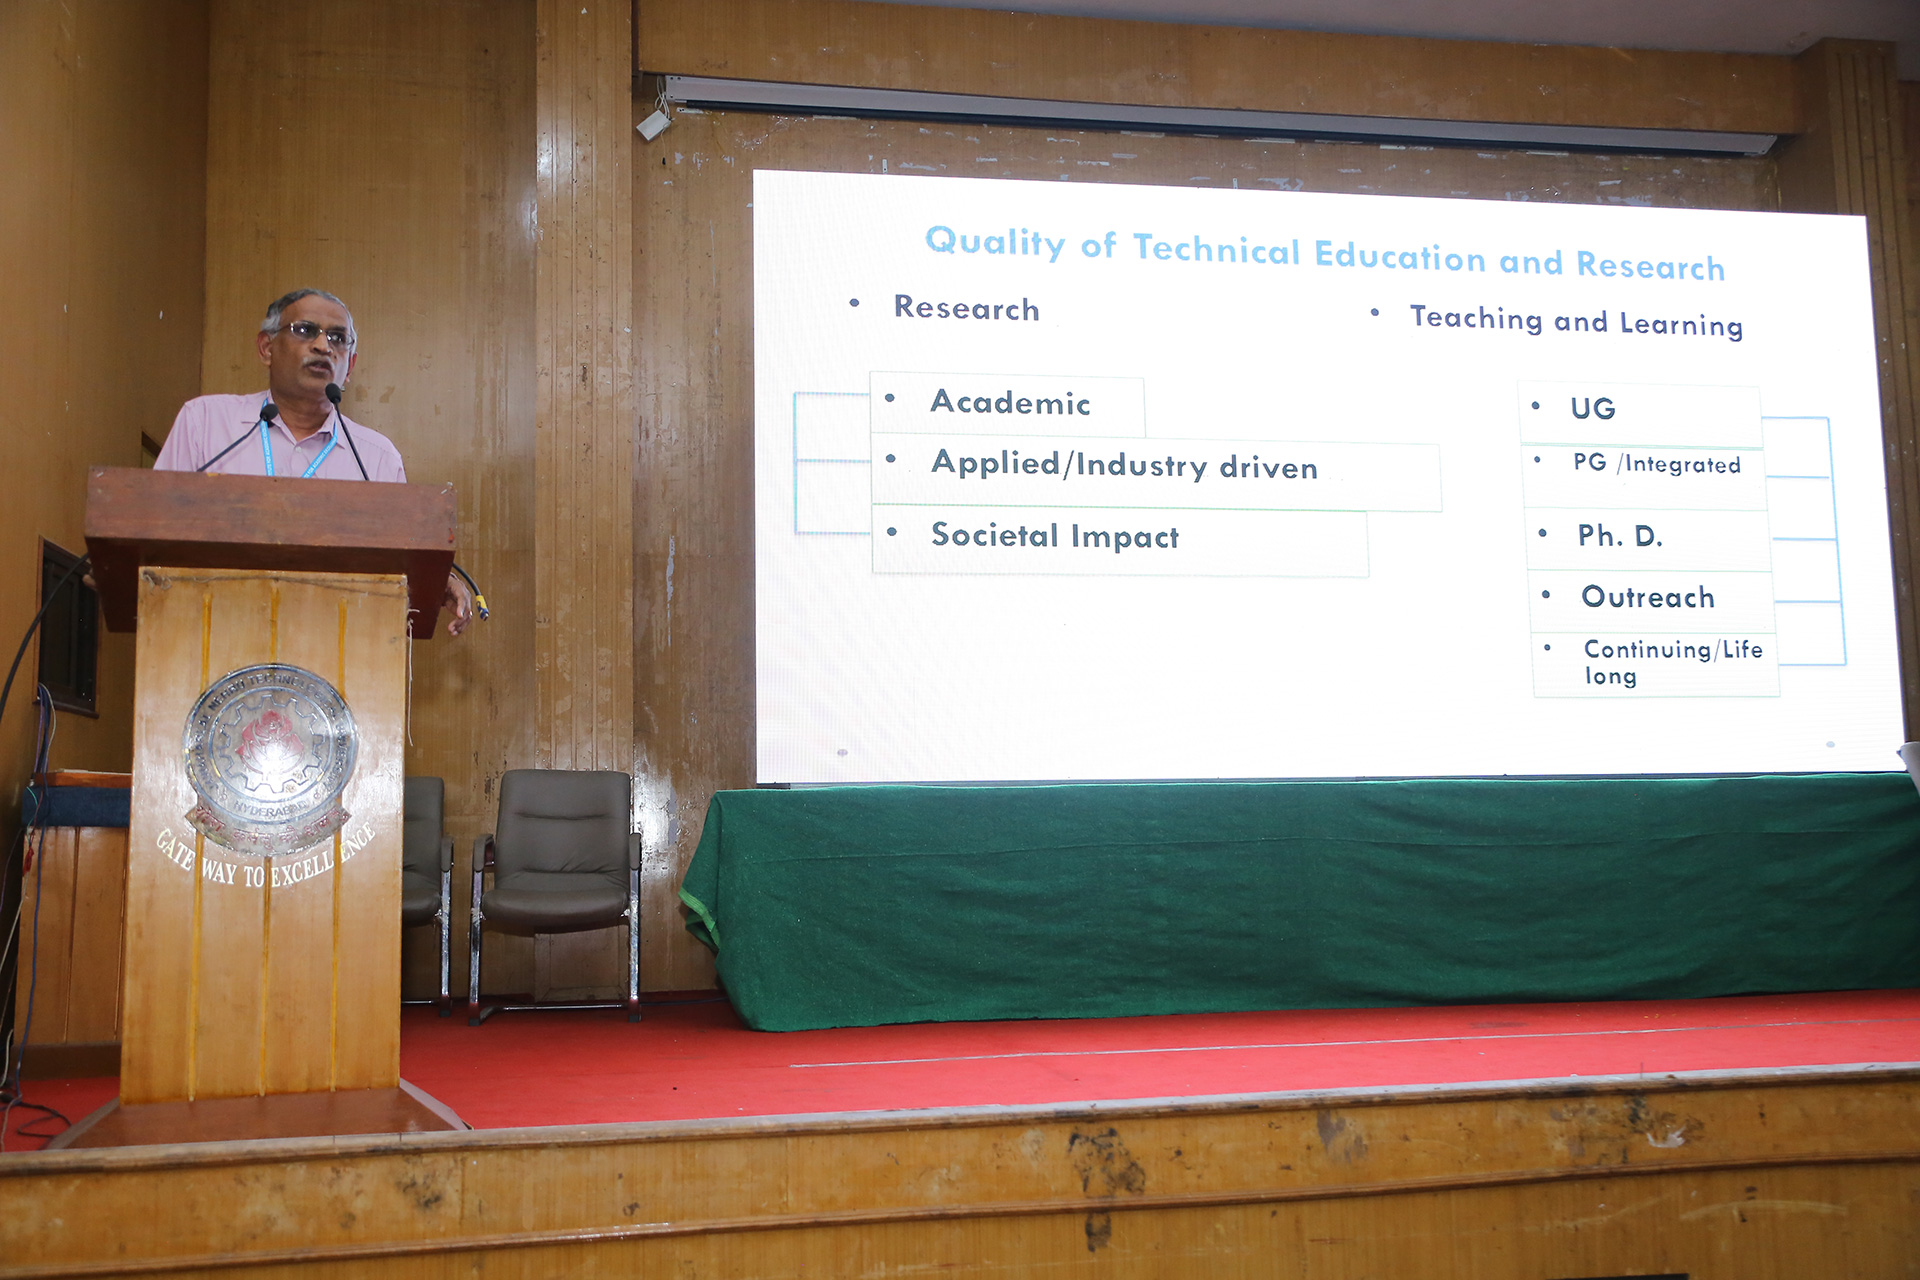 Quality of Technical Education and Research
• Research
• Academic
• Applied/Industry driven
• Societal Impact
• Teaching and Learning
• UG
• PG /Integrated
• Ph. D.
• Outreach
• Continuing/Life
long
NEHRU
HYDERABAD
GATE WAY TO EXCELLENCE